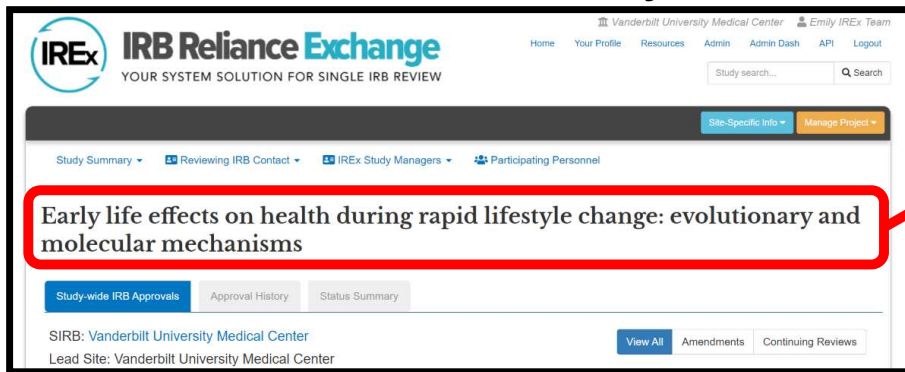 Vanderbilt University Medical Center Emily IREx Team
IREx
IRB Reliance Exchange
YOUR SYSTEM SOLUTION FOR SINGLE IRB REVIEW
Home Your Profile Resources Admin Admin Dash API Logout
Study search... Search
Site-Specific Info Manage Project
Study Summary Reviewing IRB Contact IREx Study Managers Participating Personnel
Early life effects on health during rapid lifestyle change: evolutionary and
molecular mechanisms
Study-wide IRB Approvals Approval History Status Summary
SIRB: Vanderbilt University Medical Center
View All Amendments Continuing Reviews
Lead Site: Vanderbilt University Medical Center